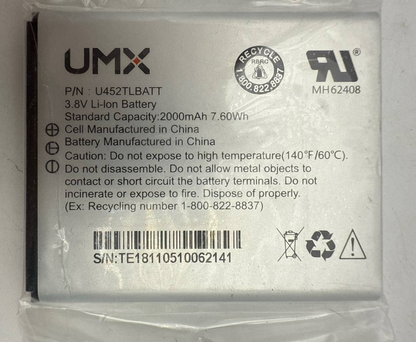 UMX
RECYCLE
RBRC
1.800.822.8837
MH62408
P/N : U452TLBATT
3.8V Li-Ion Battery
Standard Capacity:2000mAh 7.60Wh
Cell Manufactured in China
Battery Manufactured in China
Caution: Do not expose to high temperature(140°F/60°C).
Do not disassemble. Do not allow metal objects to
contact or short circuit the battery terminals. Do not
incinerate or expose to fire. Dispose of properly.
(Ex: Recycling number 1-800-822-8837)
S/N:TE18110510062141